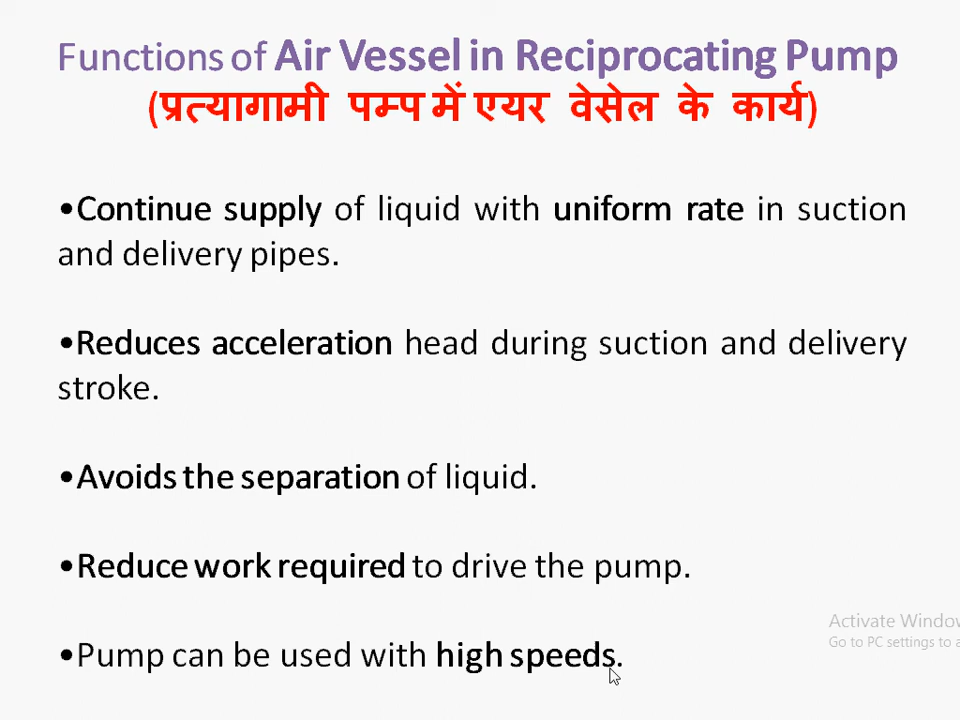 Functions of Air Vessel in Reciprocating Pump
(प्रत्यागामी पम्प में एयर वेसेल के कार्य)
•Continue supply of liquid with uniform rate in suction
and delivery pipes.
•Reduces acceleration head during suction and delivery
stroke.
•Avoids the separation of liquid.
•Reduce work required to drive the pump.
Activate Window
Go to PC settings to a
•Pump can be used with high speeds.